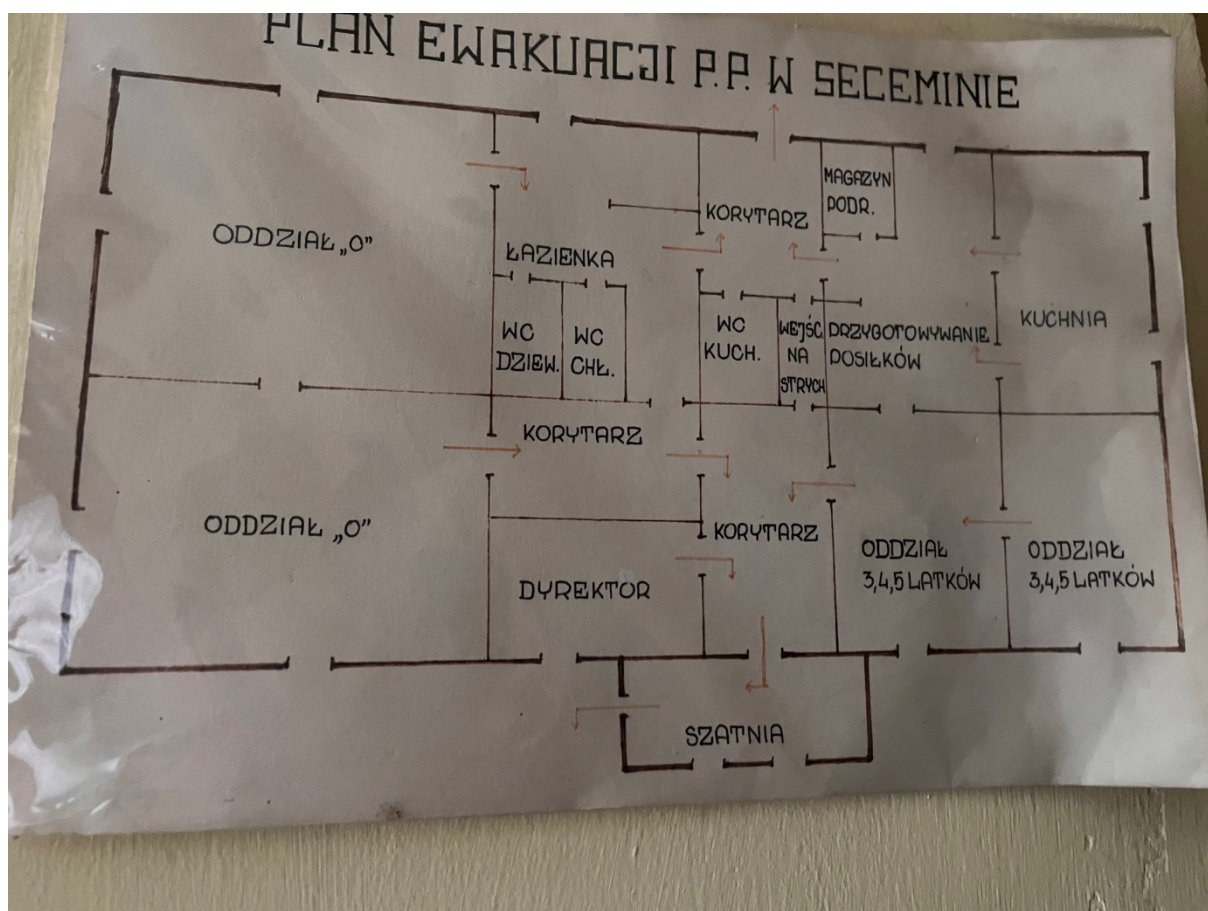 PLAN EWAKUACJI P.P. W SECEMINIE
MAGAZYN
PODR.
KORYTARZ
ODDZIAŁ „O”
ŁAZIENKA
KUCHNIA
WC
DZIEW.
WC
CHŁ.
WC
KUCH.
WEJŚC.
NA
STRYCH
PRZYGOTOWYWANIE
POSIŁKÓW
KORYTARZ
ODDZIAŁ „O”
KORYTARZ
ODDZIAŁ
3,4,5 LATKÓW
ODDZIAŁ
3,4,5 LATKÓW
DYREKTOR
SZATNIA